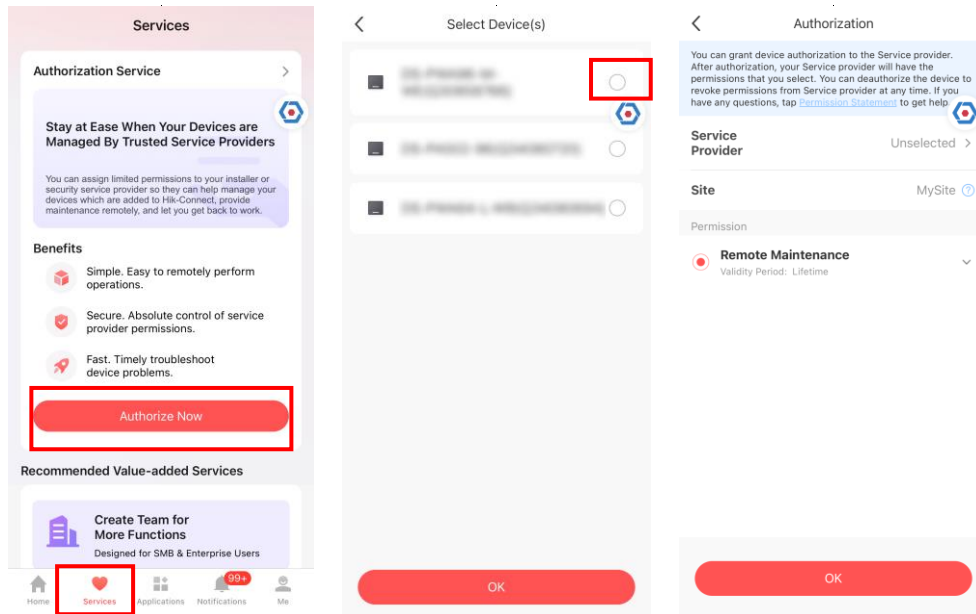 Services
Authorization Service
Stay at Ease When Your Devices are
Managed By Trusted Service Providers
You can assign limited permissions to your installer or
security service provider so they can help manage your
devices which are added to Hik-Connect, provide
maintenance remotely, and let you get back to work.
Benefits
Simple. Easy to remotely perform
operations.
Secure. Absolute control of service
provider permissions.
Fast. Timely troubleshoot
device problems.
Authorize Now
Recommended Value-added Services
Create Team for
More Functions
Designed for SMB & Enterprise Users
99+
Home
Services
Applications
Notifications
Me
Select Device(s)
OK
Authorization
You can grant device authorization to the Service provider.
After authorization, your Service provider will have the
permissions that you select. You can deauthorize the device to
revoke permissions from Service provider at any time. If you
have any questions, tap Permission Statement to get help.
Service
Provider
Unselected
Site
MySite
Permission
Remote Maintenance
Validity Period: Lifetime
OK